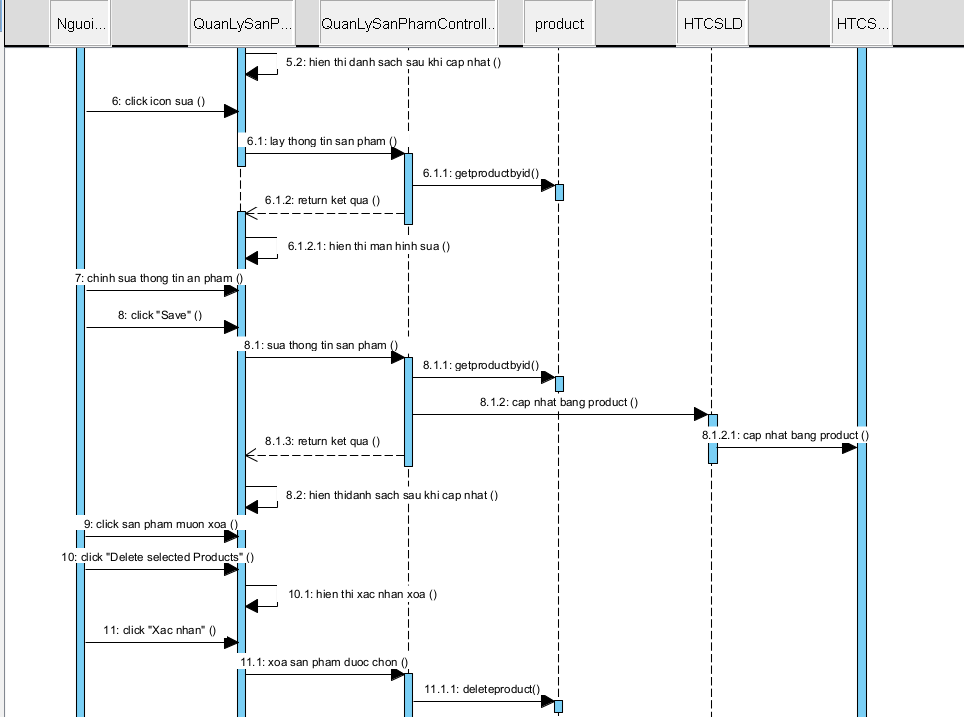 Nguoi...
QuanLySanP...
QuanLySanPhamControll..
product
HTCSLD
HTCS...
5.2: hien thi danh sach sau khi cap nhat ()
6: click icon sua ()
6.1: lay thong tin san pham ()
6.1.1: getproductbyid()
6.1.2: return ket qua ()
6.1.2.1: hien thi man hinh sua ()
7: chinh sua thong tin an pham ()
8: click "Save" ()
8.1: sua thong tin san pham ()
8.1.1: getproductbyid()
8.1.2: cap nhat bang product ()
8.1.2.1: cap nhat bang product ()
8.1.3: return ket qua ()
8.2: hien thidanh sach sau khi cap nhat ()
9: click san pham muon xoa ()
10: click "Delete selected Products" ()
10.1: hien thi xac nhan xoa ()
11: click "Xac nhan" ()
11.1: xoa san pham duoc chon ()
11.1.1: deleteproduct()